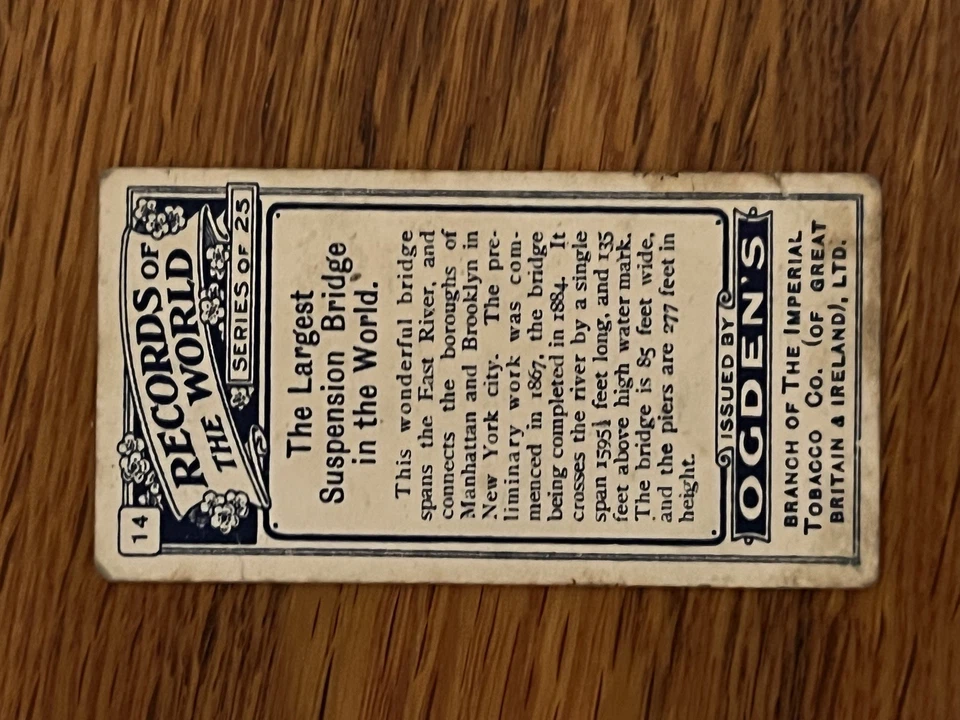 14
RECORDS OF
THE WORLD
SERIES OF 25
The Largest
Suspension Bridge
in the World.
This wonderful bridge
spans the East River, and
connects the boroughs of
Manhattan and Brooklyn in
New York city. The pre-
liminary work was com-
menced in 1867, the bridge
being completed in 1884. It
crosses the river by a single
span 1595½ feet long, and 135
feet above high water mark.
The bridge is 85 feet wide,
and the piers are 277 feet in
height.
ISSUED BY
OGDEN'S
BRANCH OF THE IMPERIAL
TOBACCO CO. (OF GREAT
BRITAIN & IRELAND), LTD.